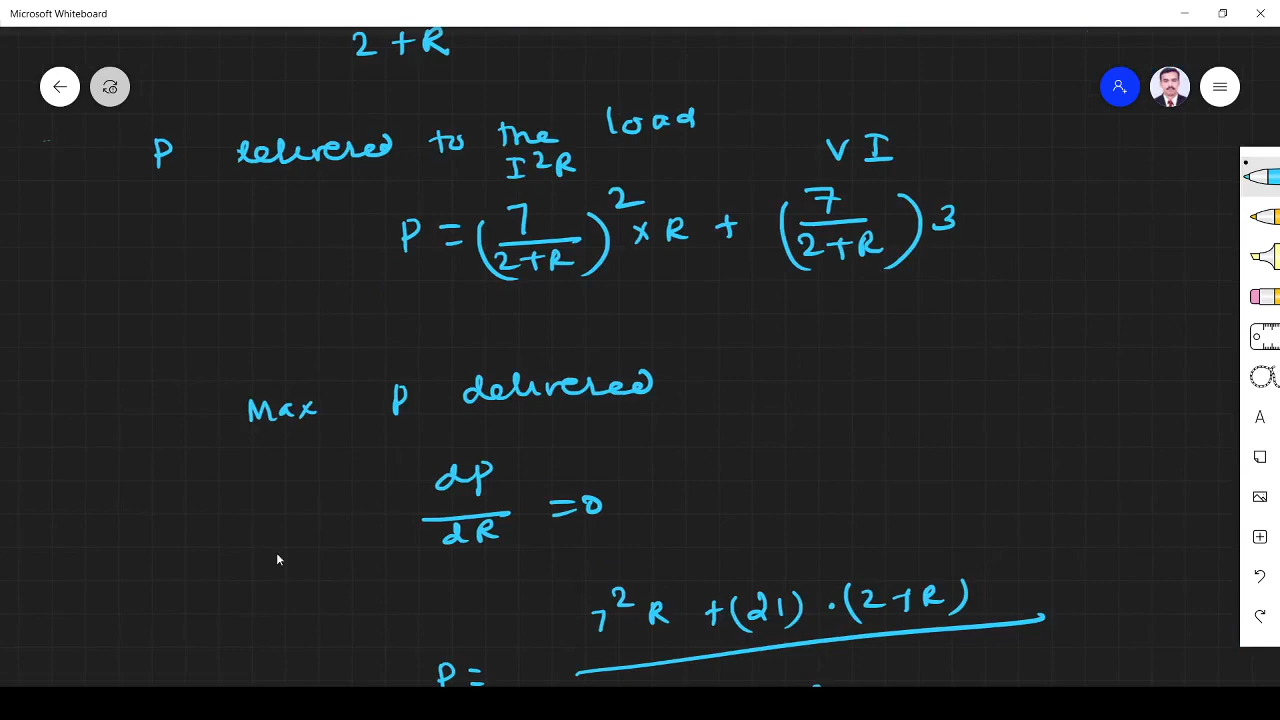 Microsoft Whiteboard
2 + R
P delivered to the load
I²R
V I
P = (7/(2+R))² × R + (7/(2+R)) 3
Max P delivered
dP/dR = 0
7² R + (21) · (2+R)
P =
A